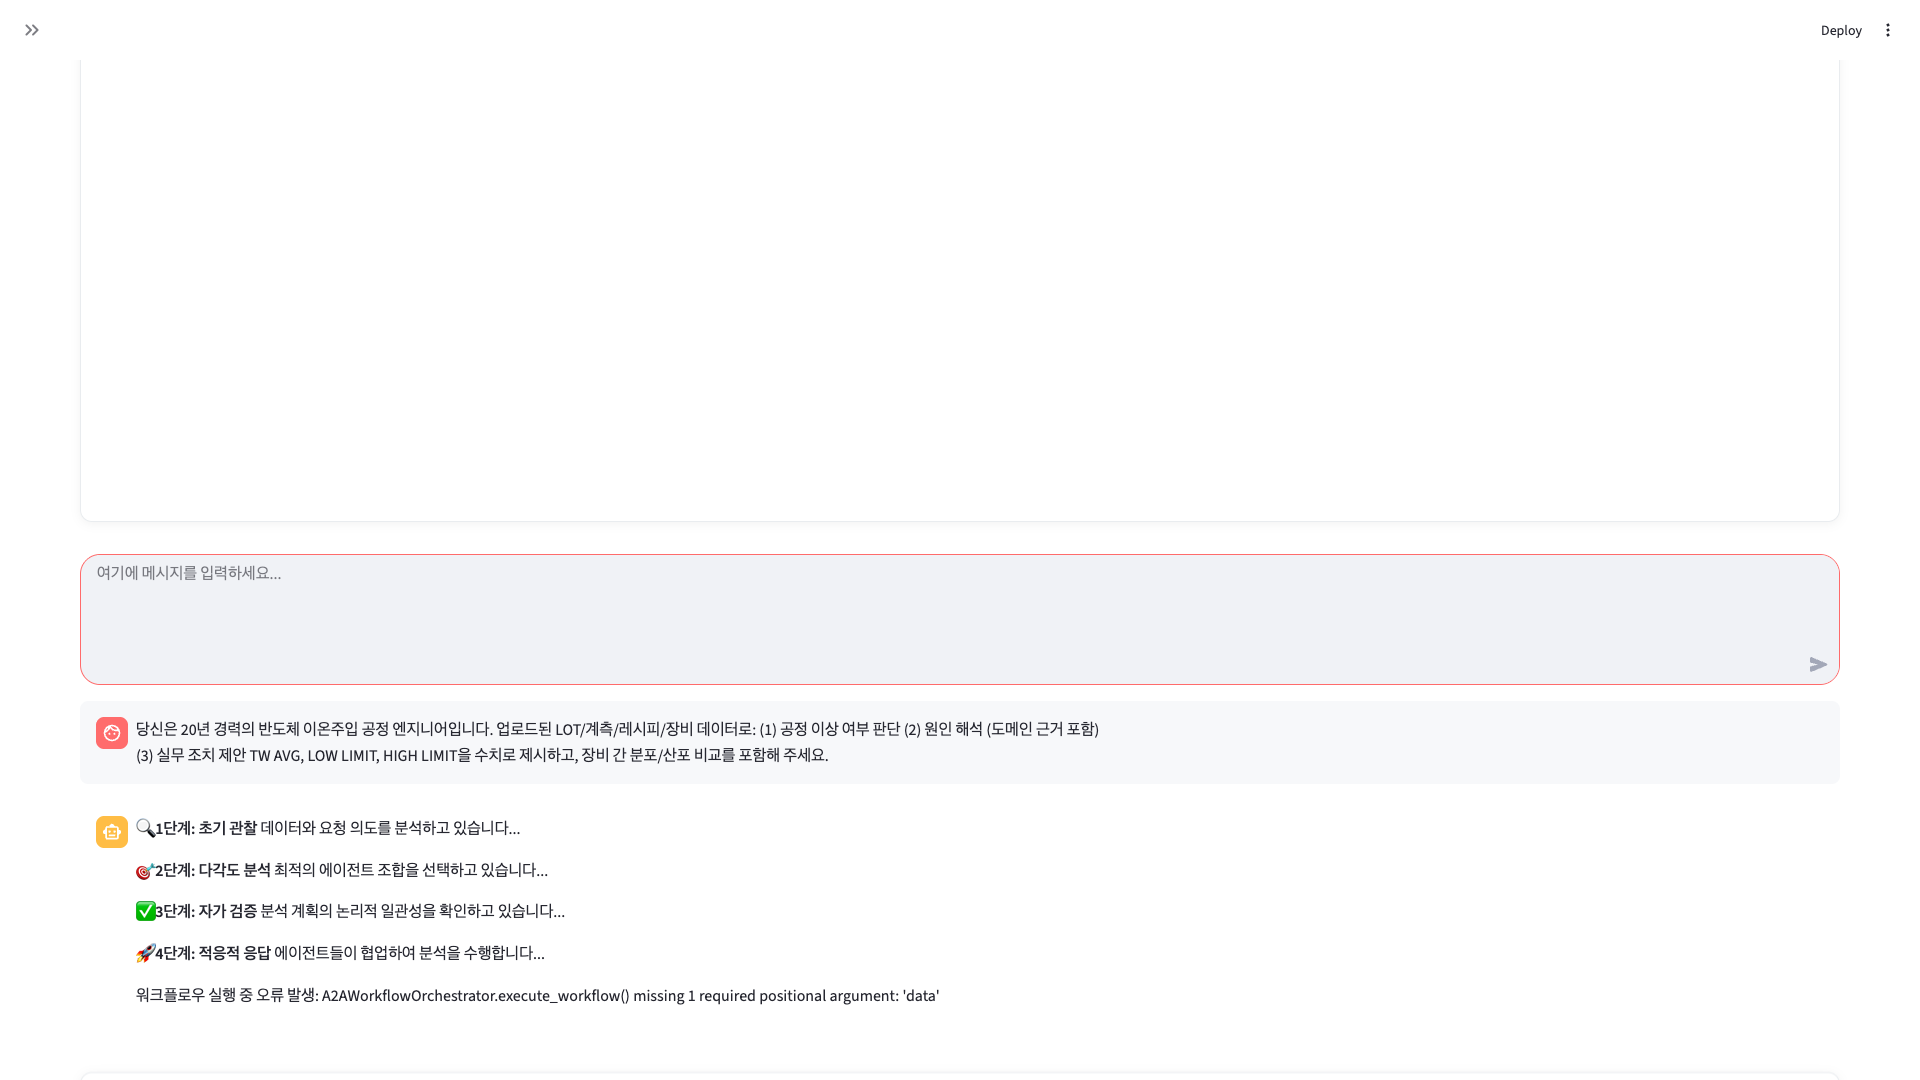 Deploy
여기에 메시지를 입력하세요...
당신은 20년 경력의 반도체 이온주입 공정 엔지니어입니다. 업로드된 LOT/계측/레시피/장비 데이터로: (1) 공정 이상 여부 판단 (2) 원인 해석 (도메인 근거 포함)
(3) 실무 조치 제안 TW AVG, LOW LIMIT, HIGH LIMIT을 수치로 제시하고, 장비 간 분포/산포 비교를 포함해 주세요.
🔍1단계: 초기 관찰 데이터와 요청 의도를 분석하고 있습니다...
🎯2단계: 다각도 분석 최적의 에이전트 조합을 선택하고 있습니다...
✅3단계: 자가 검증 분석 계획의 논리적 일관성을 확인하고 있습니다...
🚀4단계: 적응적 응답 에이전트들이 협업하여 분석을 수행합니다...
워크플로우 실행 중 오류 발생: A2AWorkflowOrchestrator.execute_workflow() missing 1 required positional argument: 'data'